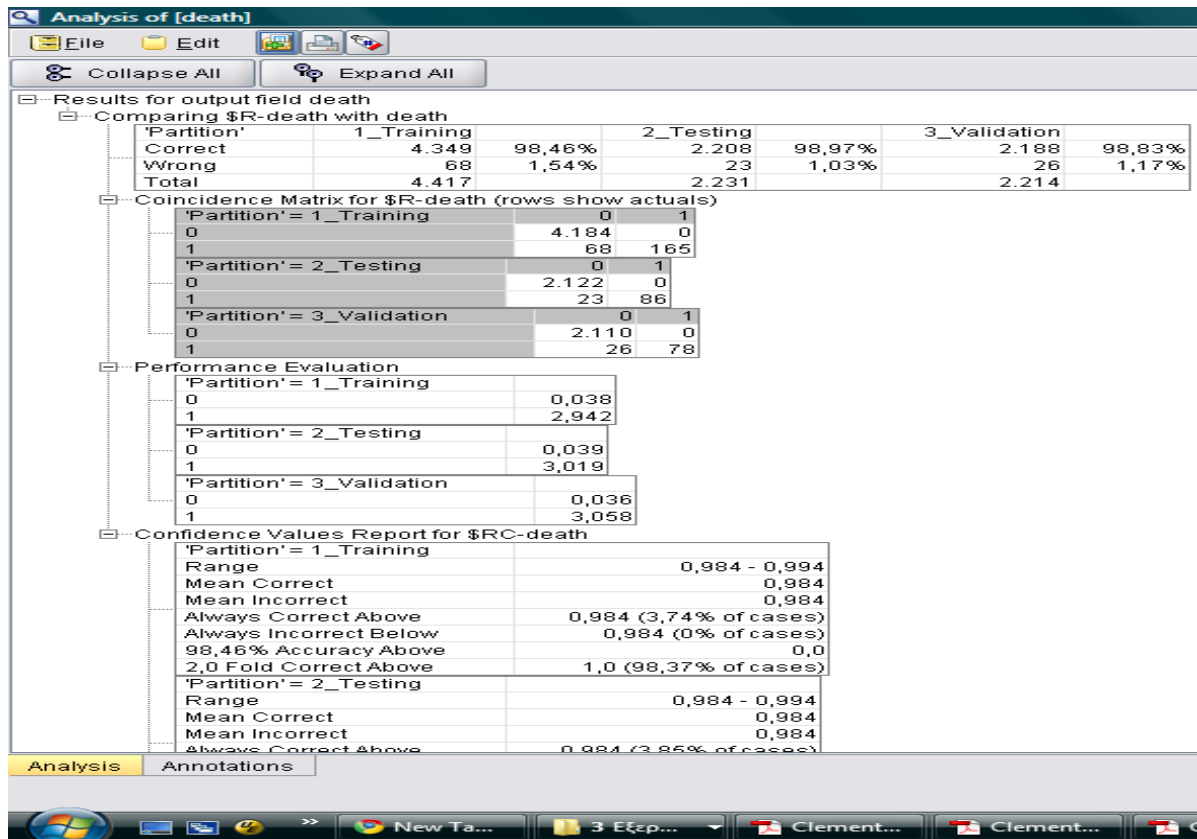 Analysis of [death]
File Edit
Collapse All Expand All
Results for output field death
Comparing $R-death with death
'Partition' 1_Training 2_Testing 3_Validation
Correct 4.349 98,46% 2.208 98,97% 2.188 98,83%
Wrong 68 1,54% 23 1,03% 26 1,17%
Total 4.417 2.231 2.214
Coincidence Matrix for $R-death (rows show actuals)
'Partition' = 1_Training 0 1
0 4.184 0
1 68 165
'Partition' = 2_Testing 0 1
0 2.122 0
1 23 86
'Partition' = 3_Validation 0 1
0 2.110 0
1 26 78
Performance Evaluation
'Partition' = 1_Training
0 0,038
1 2,942
'Partition' = 2_Testing
0 0,039
1 3,019
'Partition' = 3_Validation
0 0,036
1 3,058
Confidence Values Report for $RC-death
'Partition' = 1_Training
Range 0,984 - 0,994
Mean Correct 0,984
Mean Incorrect 0,984
Always Correct Above 0,984 (3,74% of cases)
Always Incorrect Below 0,984 (0% of cases)
98,46% Accuracy Above 0,0
2,0 Fold Correct Above 1,0 (98,37% of cases)
'Partition' = 2_Testing
Range 0,984 - 0,994
Mean Correct 0,984
Mean Incorrect 0,984
Always Correct Above 0,984 (3,85% of cases)
Analysis Annotations
New Ta... 3 Εξερ... Clement... Clement...